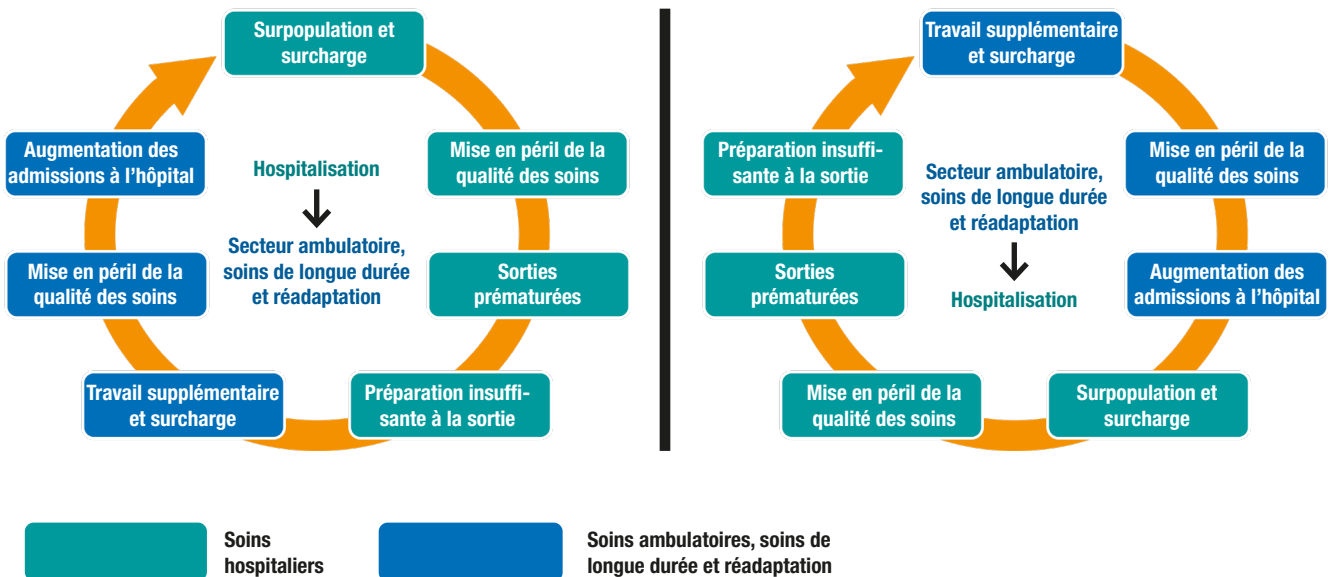 Surpopulation et
surcharge
Mise en péril de la
qualité des soins
Sorties
prématurées
Préparation insuffi-
sante à la sortie
Travail supplémentaire
et surcharge
Mise en péril de la
qualité des soins
Augmentation des
admissions à l’hôpital
Hospitalisation
Secteur ambulatoire,
soins de longue durée
et réadaptation
Travail supplémentaire
et surcharge
Mise en péril de la
qualité des soins
Augmentation des
admissions à l’hôpital
Surpopulation et
surcharge
Mise en péril de la
qualité des soins
Sorties
prématurées
Préparation insuffi-
sante à la sortie
Secteur ambulatoire,
soins de longue durée
et réadaptation
Hospitalisation
Soins
hospitaliers
Soins ambulatoires, soins de
longue durée et réadaptation